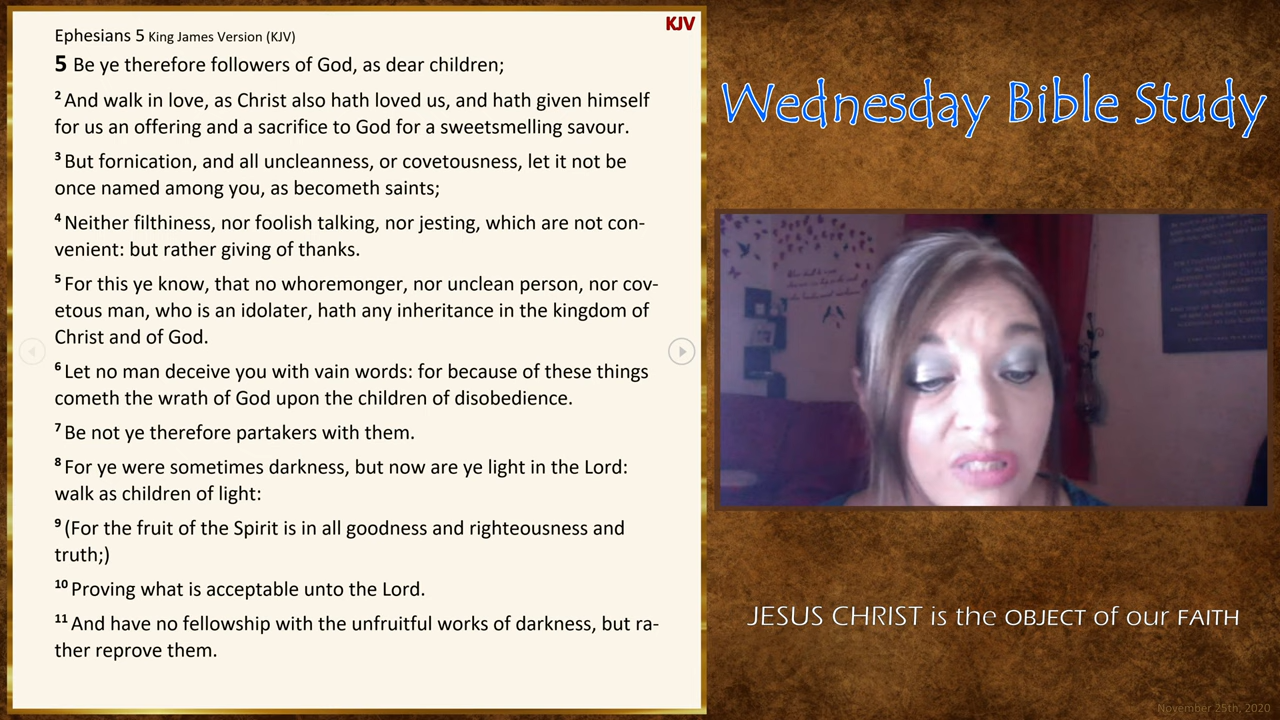 KJV
Ephesians 5 King James Version (KJV)
5 Be ye therefore followers of God, as dear children;
2 And walk in love, as Christ also hath loved us, and hath given himself
for us an offering and a sacrifice to God for a sweetsmelling savour.
3 But fornication, and all uncleanness, or covetousness, let it not be
once named among you, as becometh saints;
4 Neither filthiness, nor foolish talking, nor jesting, which are not con-
venient: but rather giving of thanks.
5 For this ye know, that no whoremonger, nor unclean person, nor cov-
etous man, who is an idolater, hath any inheritance in the kingdom of
Christ and of God.
6 Let no man deceive you with vain words: for because of these things
cometh the wrath of God upon the children of disobedience.
7 Be not ye therefore partakers with them.
8 For ye were sometimes darkness, but now are ye light in the Lord:
walk as children of light:
9 (For the fruit of the Spirit is in all goodness and righteousness and
truth;)
10 Proving what is acceptable unto the Lord.
11 And have no fellowship with the unfruitful works of darkness, but ra-
ther reprove them.
Wednesday Bible Study
JESUS CHRIST is the OBJECT of our FAITH
November 25th, 2020